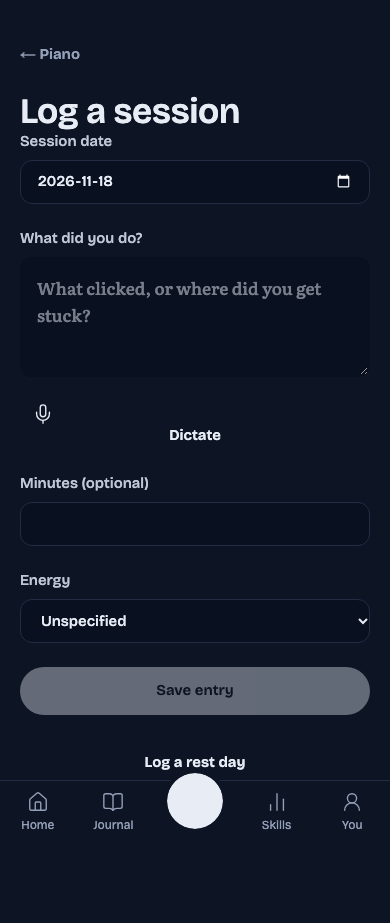 ← Piano
Log a session
Session date
2026-11-18
What did you do?
What clicked, or where did you get
stuck?
Dictate
Minutes (optional)
Energy
Unspecified
Save entry
Log a rest day
Home
Journal
Skills
You